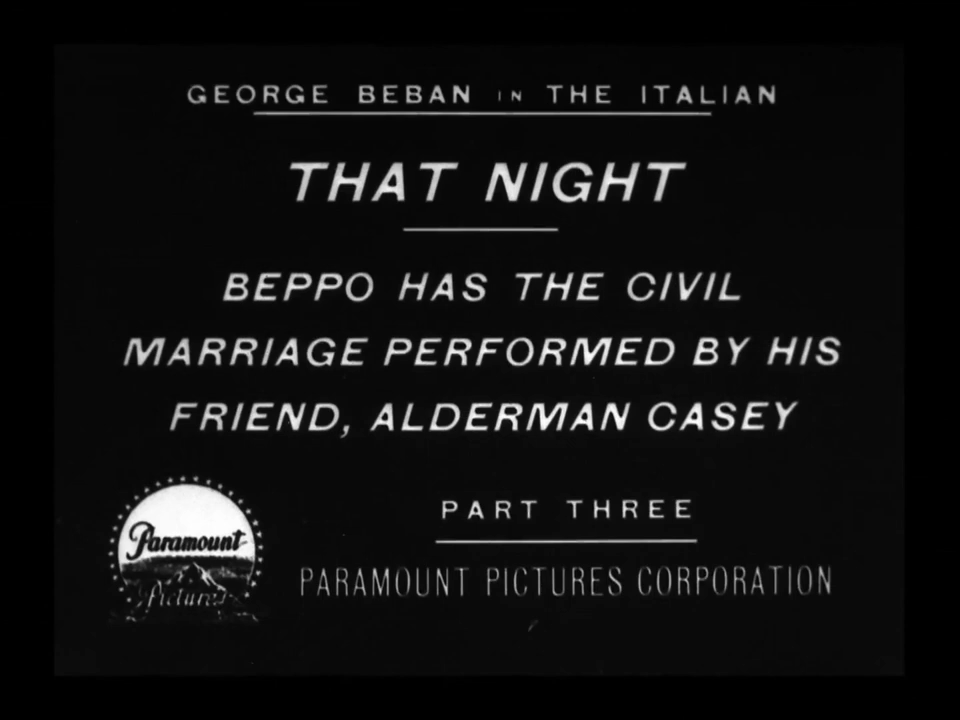 GEORGE BEBAN IN THE ITALIAN
THAT NIGHT
BEPPO HAS THE CIVIL
MARRIAGE PERFORMED BY HIS
FRIEND, ALDERMAN CASEY
PART THREE
Paramount
Pictures
PARAMOUNT PICTURES CORPORATION